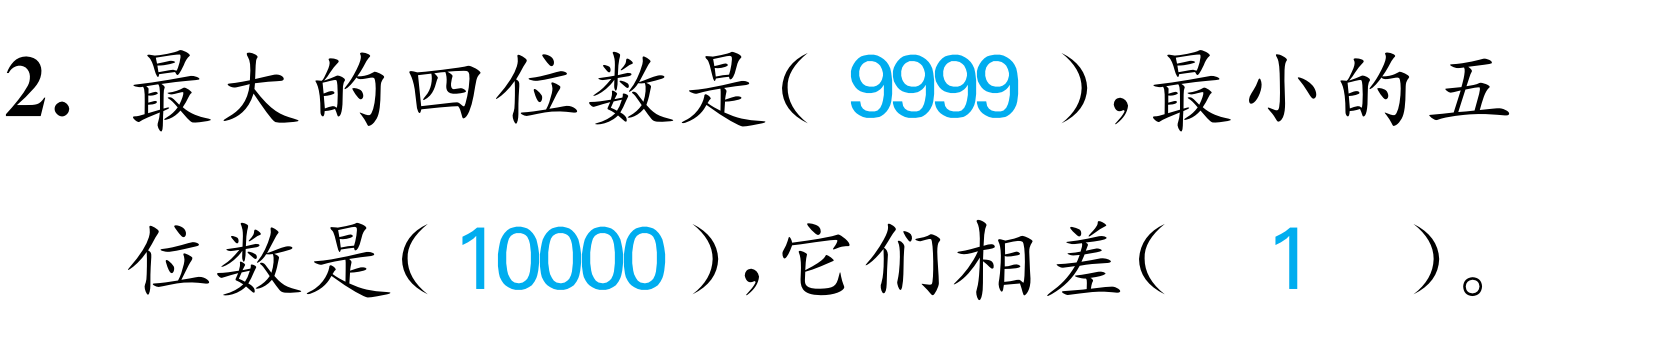 2. 最大的四位数是( 9999 ),最小的五
位数是( 10000 ),它们相差( 1 )。